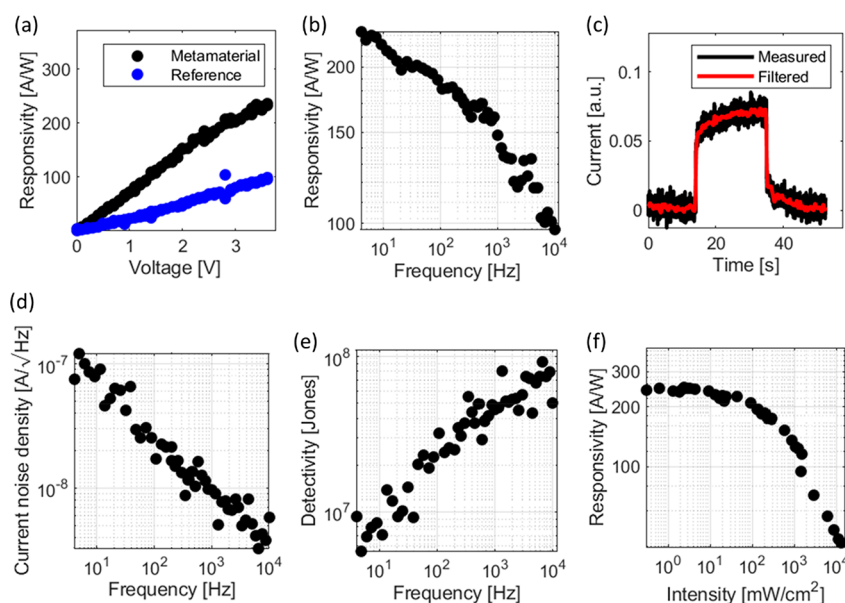 (a)
Responsivity [A/W]
300
200
100
0
1
2
3
Voltage [V]
Metamaterial
Reference
(b)
Responsivity [A/W]
200
150
100
10¹
10²
10³
10⁴
Frequency [Hz]
(c)
Current [a.u.]
0.1
0.05
0
0
20
40
Time [s]
Measured
Filtered
(d)
Current noise density [A/√Hz]
10⁻⁷
10⁻⁸
10¹
10²
10³
10⁴
Frequency [Hz]
(e)
Detectivity [Jones]
10⁸
10⁷
10¹
10²
10³
10⁴
Frequency [Hz]
(f)
Responsivity [A/W]
300
200
100
10⁰
10¹
10²
10³
10⁴
Intensity [mW/cm²]